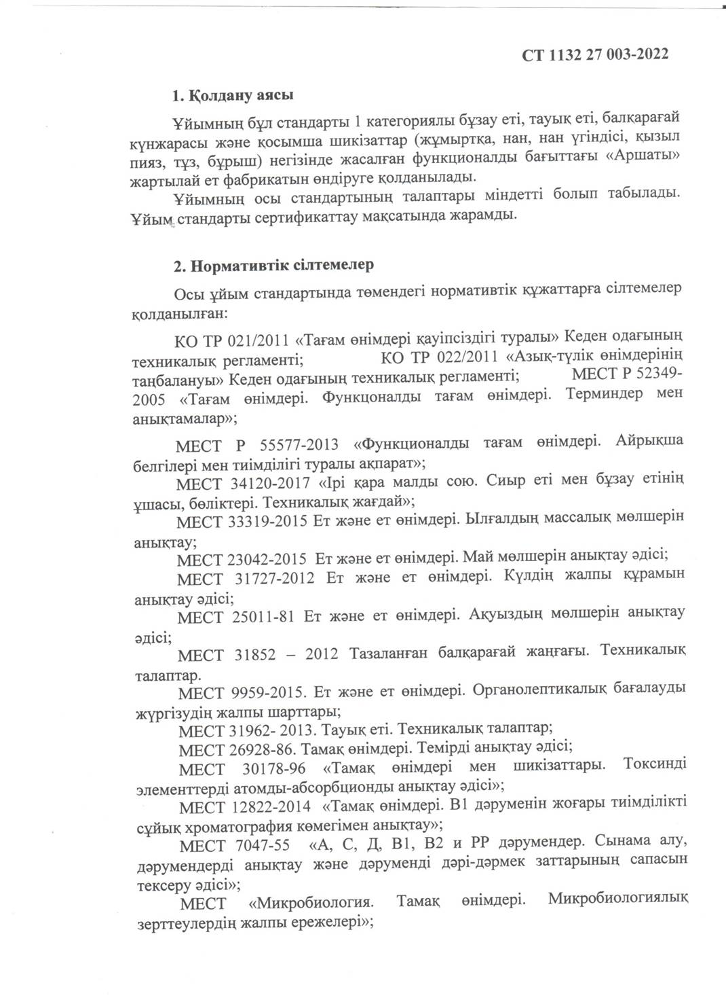 СТ 1132 27 003-2022
1. Қолдану аясы
Ұйымның бұл стандарты 1 категориялы бұзау еті, тауық еті, балқарағай
күнжарасы және қосымша шикізаттар (жұмыртқа, нан, нан үгіндісі, қызыл
пияз, тұз, бұрыш) негізінде жасалған функционалды бағыттағы «Аршаты»
жартылай ет фабрикатын өндіруге қолданылады.
Ұйымның осы стандартының талаптары міндетті болып табылады.
Ұйым стандарты сертификаттау мақсатында жарамды.
2. Нормативтік сілтемелер
Осы ұйым стандартында төмендегі нормативтік құжаттарға сілтемелер
қолданылған:
КО ТР 021/2011 «Тағам өнімдері қауіпсіздігі туралы» Кеден одағының
техникалық регламенті; КО ТР 022/2011 «Азық-түлік өнімдерінің
таңбалануы» Кеден одағының техникалық регламенті; МЕСТ Р 52349-
2005 «Тағам өнімдері. Функцоналды тағам өнімдері. Терминдер мен
анықтамалар»;
МЕСТ Р 55577-2013 «Функционалды тағам өнімдері. Айрықша
белгілері мен тиімділігі туралы ақпарат»;
МЕСТ 34120-2017 «Ірі қара малды сою. Сиыр еті мен бұзау етінің
ұшасы, бөліктері. Техникалық жағдай»;
МЕСТ 33319-2015 Ет және ет өнімдері. Ылғалдың массалық мөлшерін
анықтау;
МЕСТ 23042-2015 Ет және ет өнімдері. Май мөлшерін анықтау әдісі;
МЕСТ 31727-2012 Ет және ет өнімдері. Күлдің жалпы құрамын
анықтау әдісі;
МЕСТ 25011-81 Ет және ет өнімдері. Ақуыздың мөлшерін анықтау
әдісі;
МЕСТ 31852 – 2012 Тазаланған балқарағай жаңғағы. Техникалық
талаптар.
МЕСТ 9959-2015. Ет және ет өнімдері. Органолептикалық бағалауды
жүргізудің жалпы шарттары;
МЕСТ 31962- 2013. Тауық еті. Техникалық талаптар;
МЕСТ 26928-86. Тамақ өнімдері. Темірді анықтау әдісі;
МЕСТ 30178-96 «Тамақ өнімдері мен шикізаттары. Токсинді
элементтерді атомды-абсорбционды анықтау әдісі»;
МЕСТ 12822-2014 «Тамақ өнімдері. В1 дәруменін жоғары тиімділікті
сұйық хроматография көмегімен анықтау»;
МЕСТ 7047-55 «А, С, Д, В1, В2 и РР дәрумендер. Сынама алу,
дәрумендерді анықтау және дәруменді дәрі-дәрмек заттарының сапасын
тексеру әдісі»;
МЕСТ «Микробиология. Тамақ өнімдері. Микробиологиялық
зерттеулердің жалпы ережелері»;